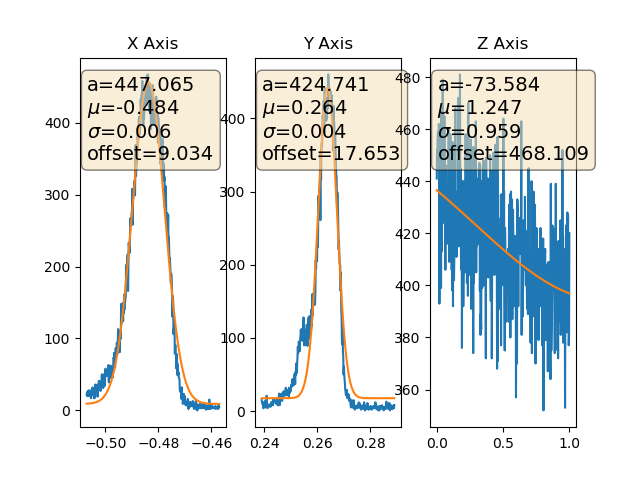 X Axis
a=447.065
μ=-0.484
σ=0.006
offset=9.034
400
300
200
100
0
−0.50
−0.48
−0.46
Y Axis
a=424.741
μ=0.264
σ=0.004
offset=17.653
400
300
200
100
0
0.24
0.26
0.28
Z Axis
a=-73.584
μ=1.247
σ=0.959
offset=468.109
480
460
440
420
400
380
360
0.0
0.5
1.0